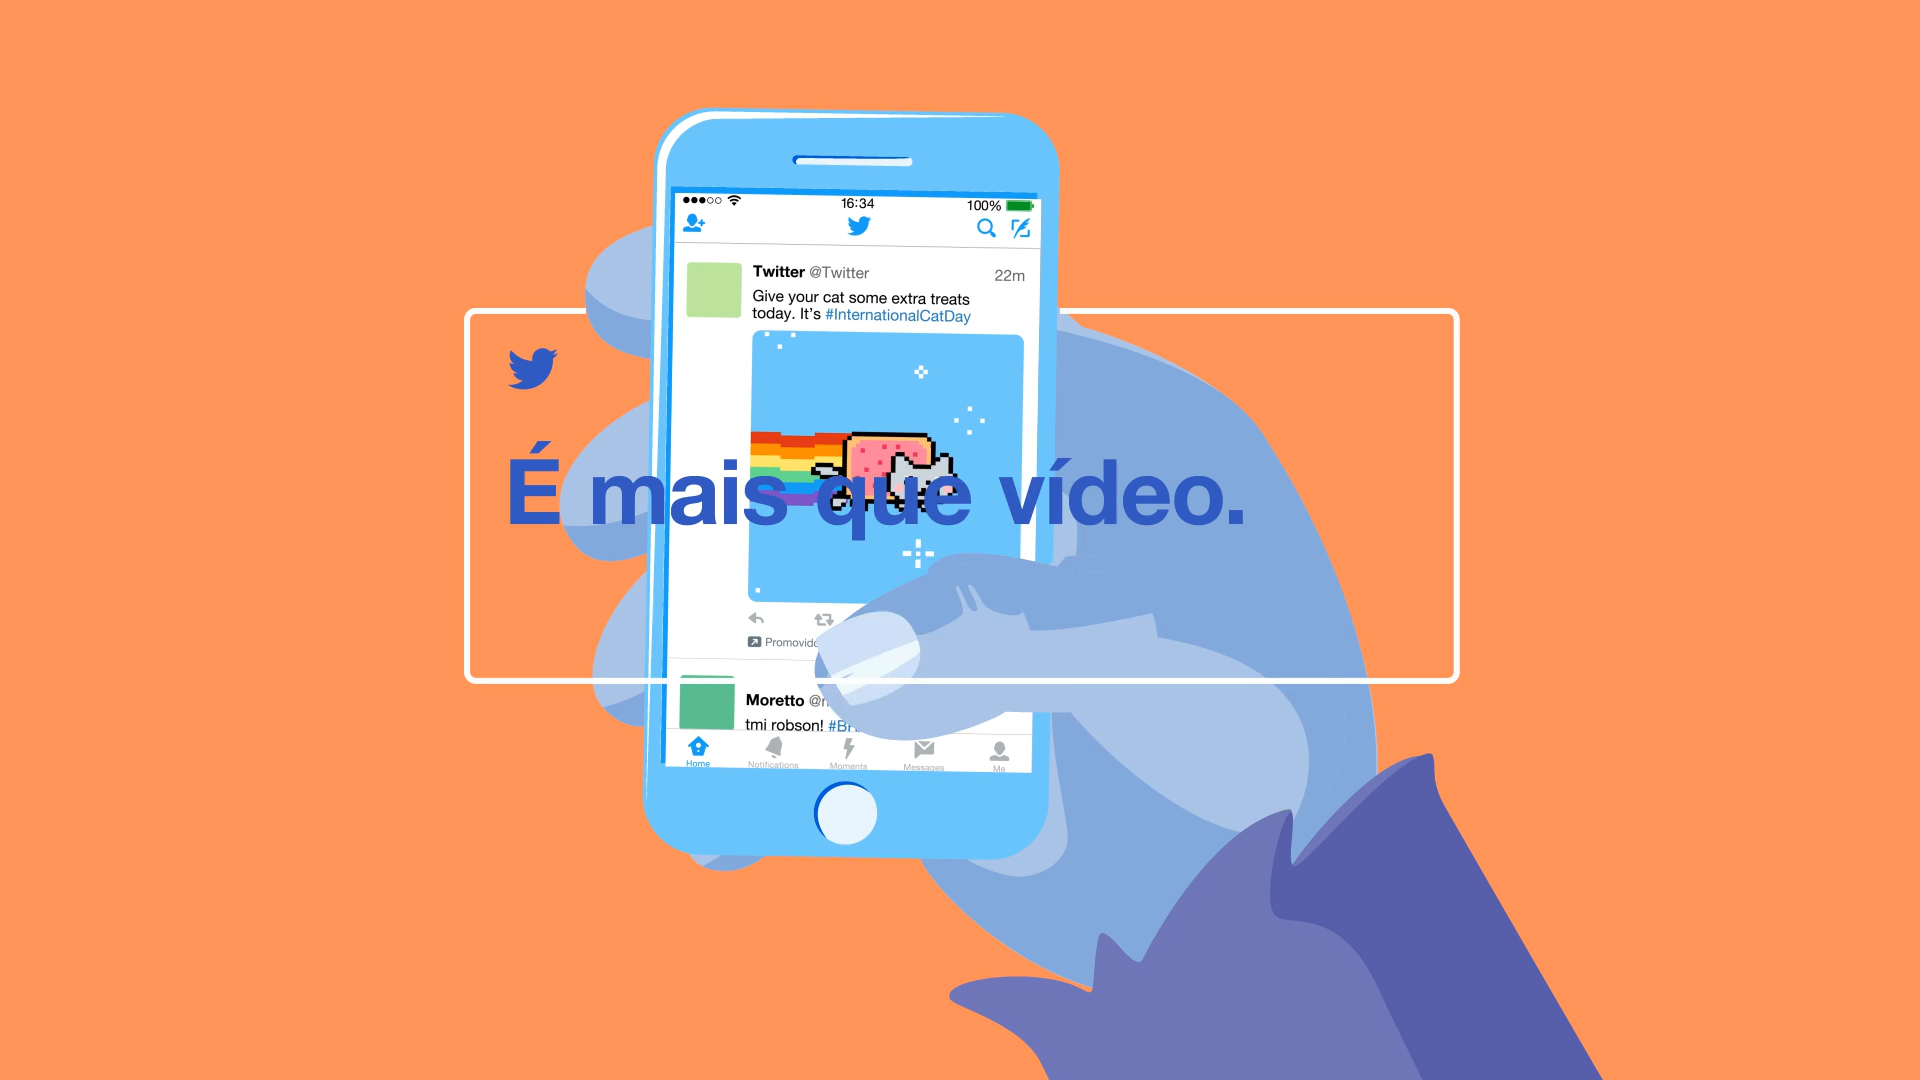 16:34
100%
Twitter @Twitter
22m
Give your cat some extra treats
today. It's #InternationalCatDay
É mais que vídeo.
Moretto
tmi robson!
Home
Notifications
Moments
Messages
Me